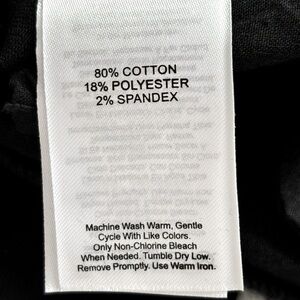 80% COTTON
18% POLYESTER
2% SPANDEX
Machine Wash Warm, Gentle
Cycle With Like Colors.
Only Non-Chlorine Bleach
When Needed. Tumble Dry Low.
Remove Promptly. Use Warm Iron.